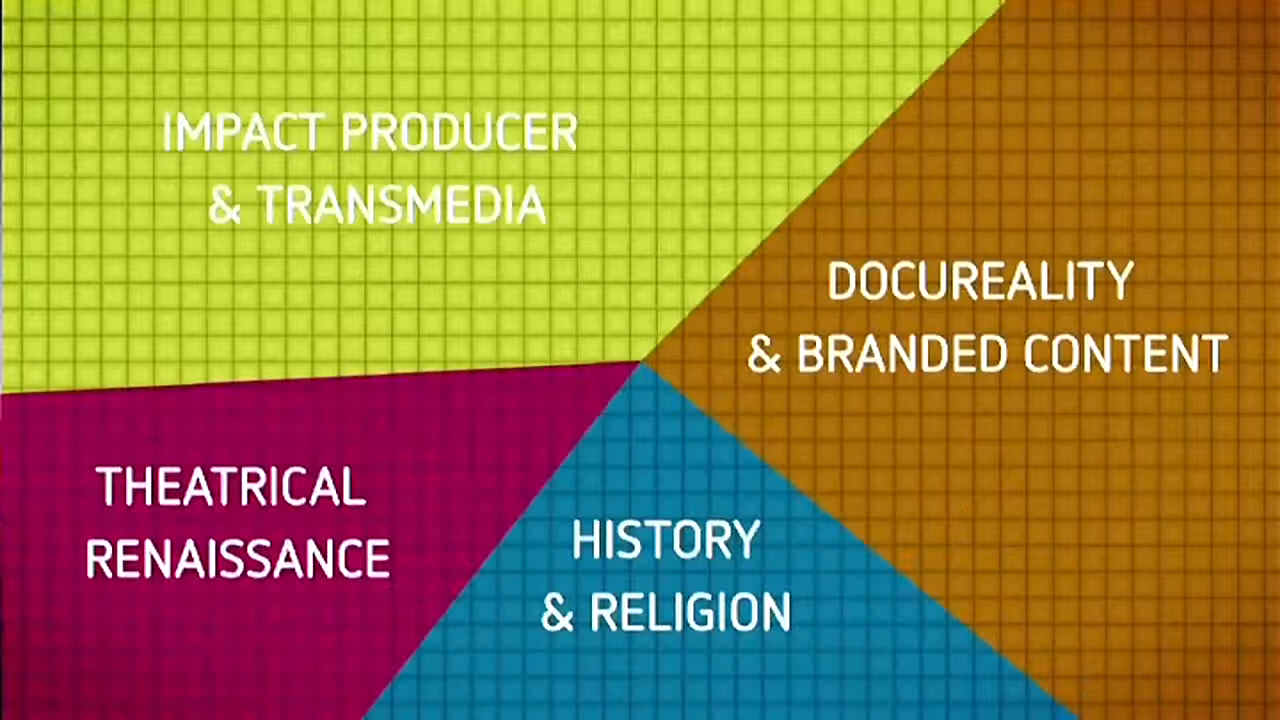 IMPACT PRODUCER
& TRANSMEDIA
DOCUREALITY
& BRANDED CONTENT
THEATRICAL
RENAISSANCE
HISTORY
& RELIGION